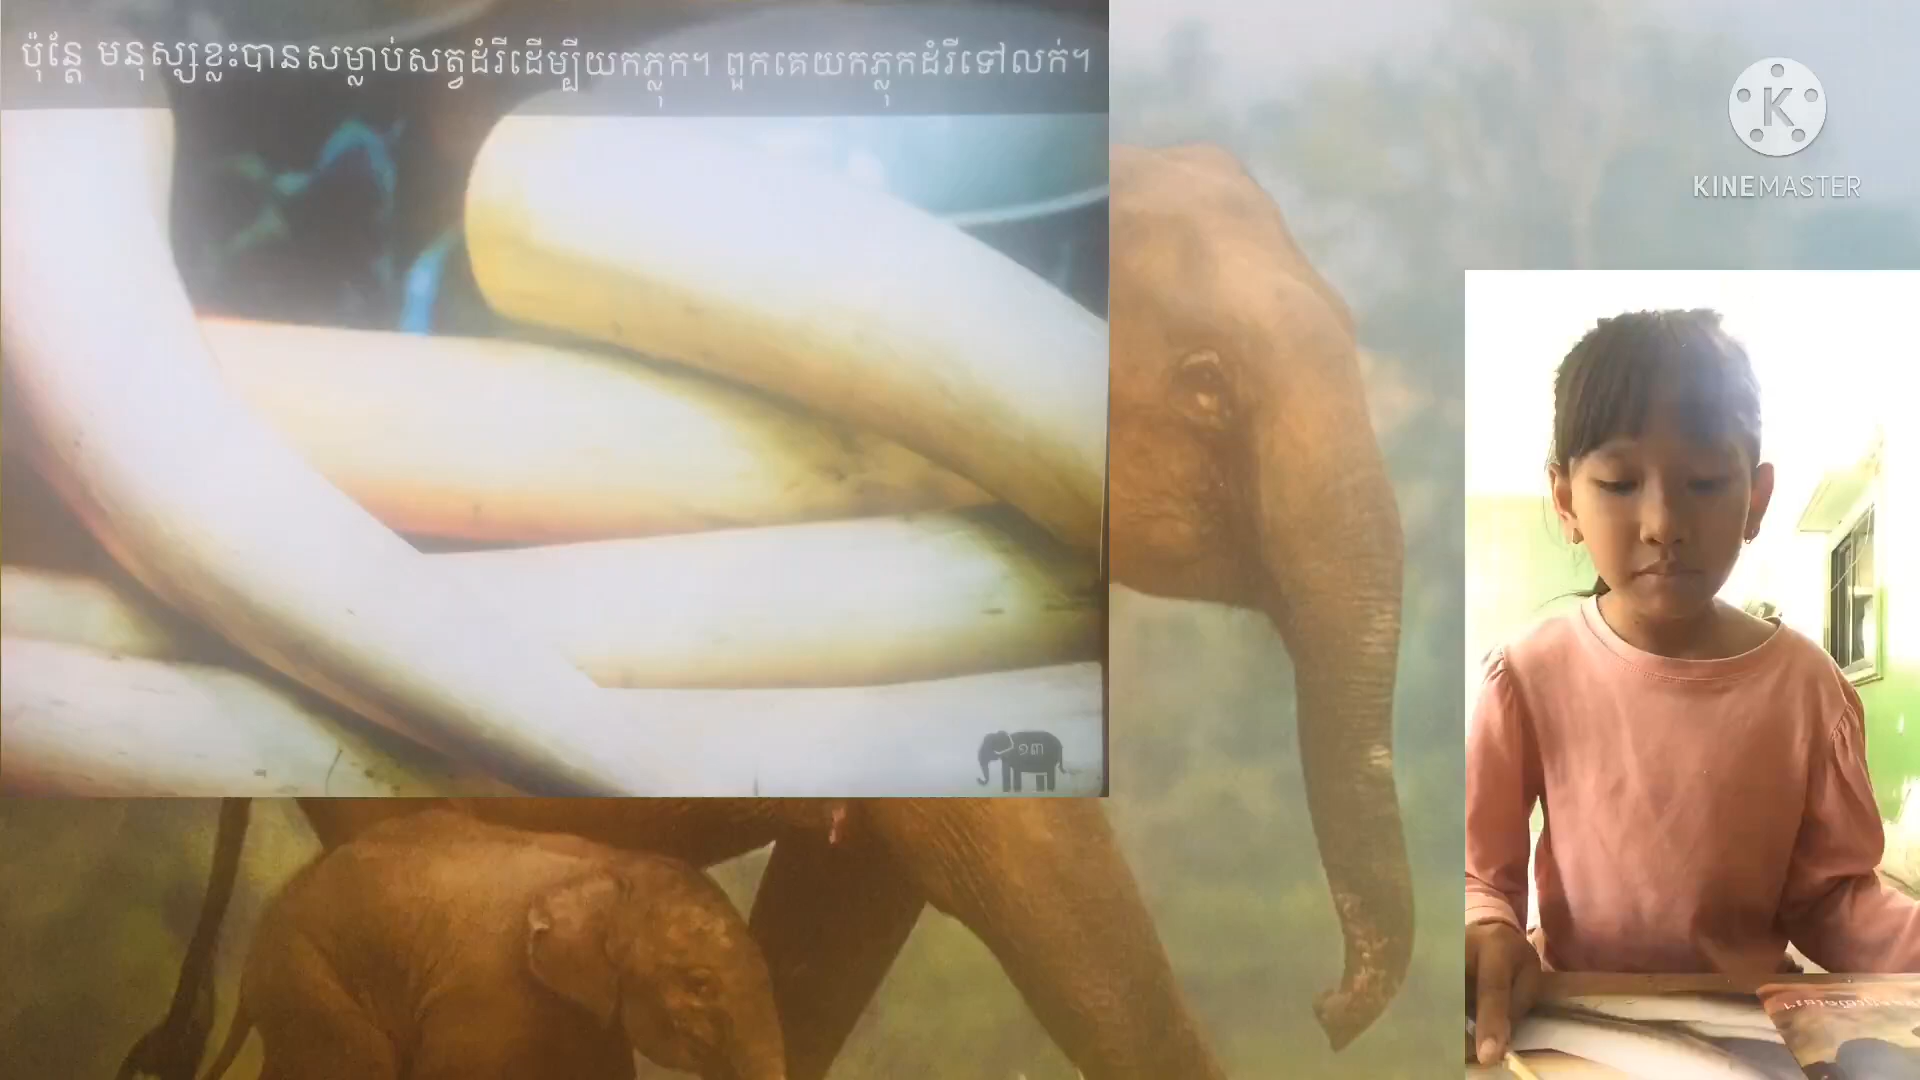 ប៉ុន្តែ មនុស្សខ្លះបានសម្លាប់សត្វដំរីដើម្បីយកភ្លុក។ ពួកគេយកភ្លុកដំរីទៅលក់។
KINEMASTER
១៣